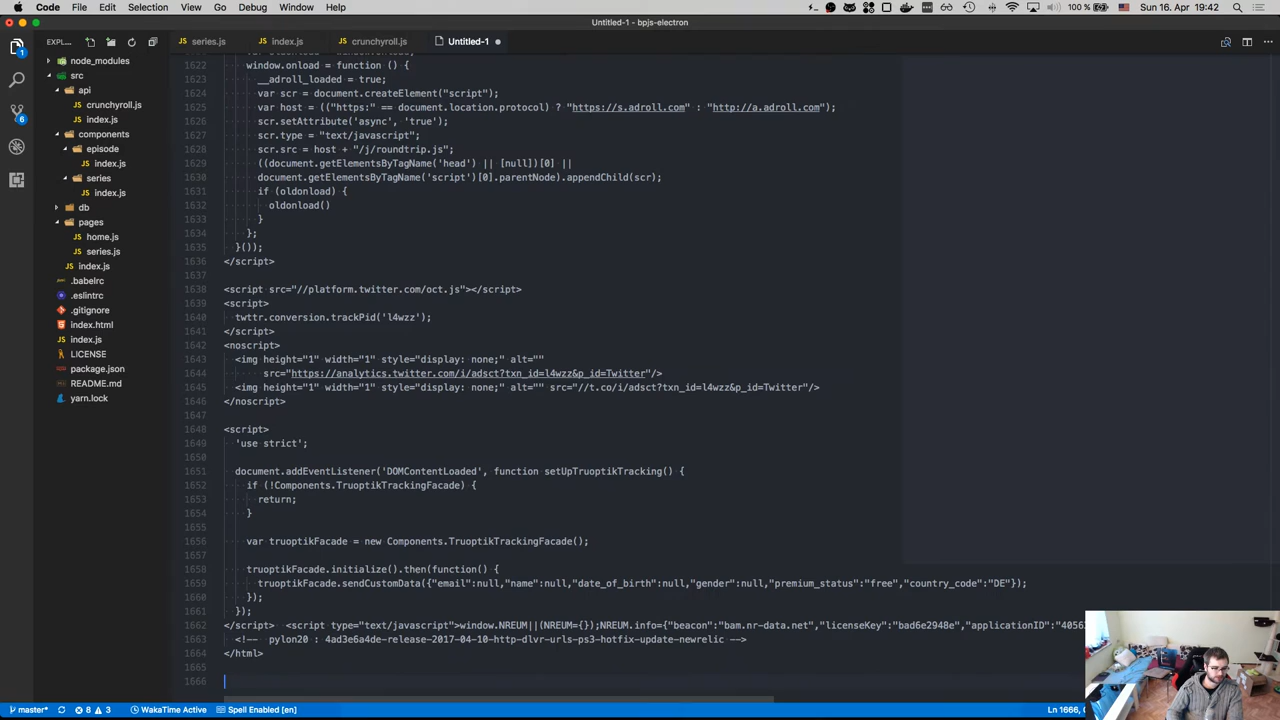 Code File Edit Selection View Go Debug Window Help 100 % Sun 16. Apr 19:42
Untitled-1 — bpjs-electron
EXPL...
series.js
index.js
crunchyroll.js
Untitled-1
node_modules
src
api
crunchyroll.js
index.js
components
episode
index.js
series
index.js
db
pages
home.js
series.js
index.js
.babelrc
.eslintrc
.gitignore
index.html
index.js
LICENSE
package.json
README.md
yarn.lock
1622 window.onload = function () {
1623 __adroll_loaded = true;
1624 var scr = document.createElement("script");
1625 var host = (("https:" == document.location.protocol) ? "https://s.adroll.com" : "http://a.adroll.com");
1626 scr.setAttribute('async', 'true');
1627 scr.type = "text/javascript";
1628 scr.src = host + "/j/roundtrip.js";
1629 ((document.getElementsByTagName('head') || [null])[0] ||
1630 document.getElementsByTagName('script')[0].parentNode).appendChild(scr);
1631 if (oldonload) {
1632 oldonload()
1633 }
1634 };
1635 }());
1636 </script>
1637
1638 <script src="//platform.twitter.com/oct.js"></script>
1639 <script>
1640 twttr.conversion.trackPid('l4wzz');
1641 </script>
1642 <noscript>
1643 <img height="1" width="1" style="display: none;" alt=""
1644 src="https://analytics.twitter.com/i/adsct?txn_id=l4wzz&p_id=Twitter"/>
1645 <img height="1" width="1" style="display: none;" alt="" src="//t.co/i/adsct?txn_id=l4wzz&p_id=Twitter"/>
1646 </noscript>
1647
1648 <script>
1649 'use strict';
1650
1651 document.addEventListener('DOMContentLoaded', function setUpTruoptikTracking() {
1652 if (!Components.TruoptikTrackingFacade) {
1653 return;
1654 }
1655
1656 var truoptikFacade = new Components.TruoptikTrackingFacade();
1657
1658 truoptikFacade.initialize().then(function() {
1659 truoptikFacade.sendCustomData({"email":null,"name":null,"date_of_birth":null,"gender":null,"premium_status":"free","country_code":"DE"});
1660 });
1661 });
1662 </script> <script type="text/javascript">window.NREUM||(NREUM={});NREUM.info={"beacon":"bam.nr-data.net","licenseKey":"bad6e2948e","applicationID":"4056
1663 <!-- pylon20 : 4ad3e6a4de-release-2017-04-10-http-dlvr-urls-ps3-hotfix-update-newrelic -->
1664 </html>
1665
1666
master* 8 3 WakaTime Active Spell Enabled [en] Ln 1666,